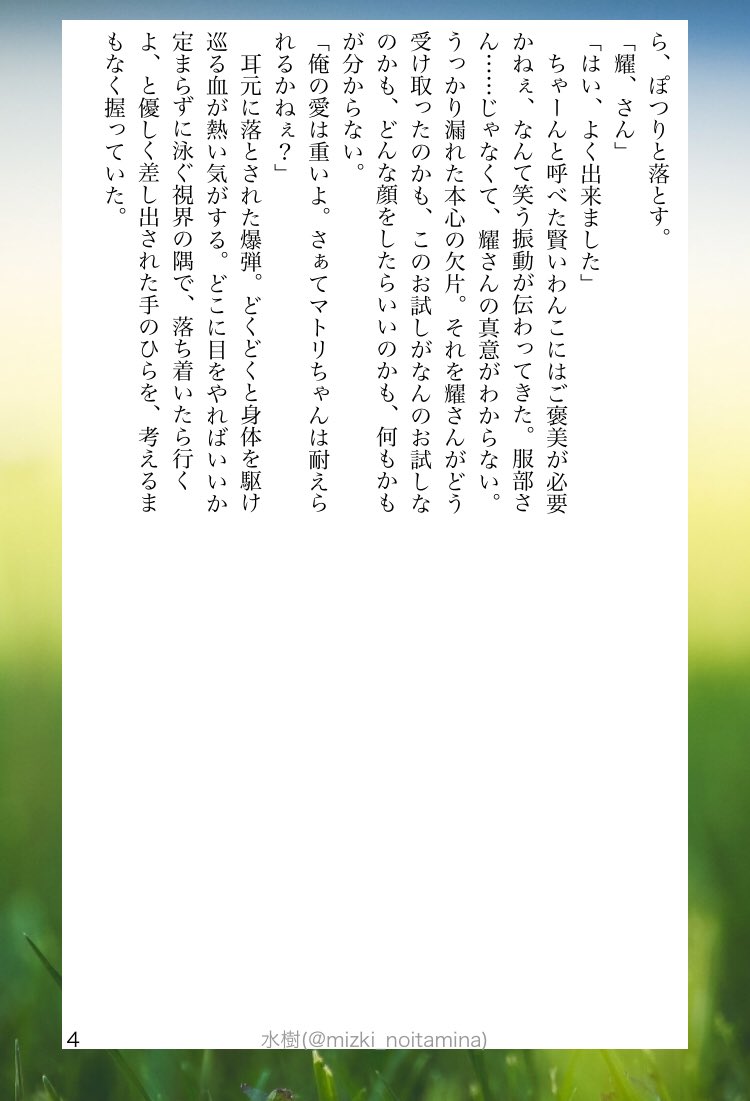 ら、ぽつりと落とす。
「耀、さん」
「はい、よく出来ました」
　ちゃーんと呼べた賢いわんこにはご褒美が必要
かねぇ、なんて笑う振動が伝わってきた。服部さ
ん……じゃなくて、耀さんの真意がわからない。
うっかり漏れた本心の欠片。それを耀さんがどう
受け取ったのかも、このお試しがなんのお試しな
のかも、どんな顔をしたらいいのかも、何もかも
が分からない。
「俺の愛は重いよ。さぁてマトリちゃんは耐えら
れるかねぇ？」
　耳元に落とされた爆弾。どくどくと身体を駆け
巡る血が熱い気がする。どこに目をやればいいか
定まらずに泳ぐ視界の隅で、落ち着いたら行く
よ、と優しく差し出された手のひらを、考えるま
もなく握っていた。
4
水樹(@mizki_noitamina)